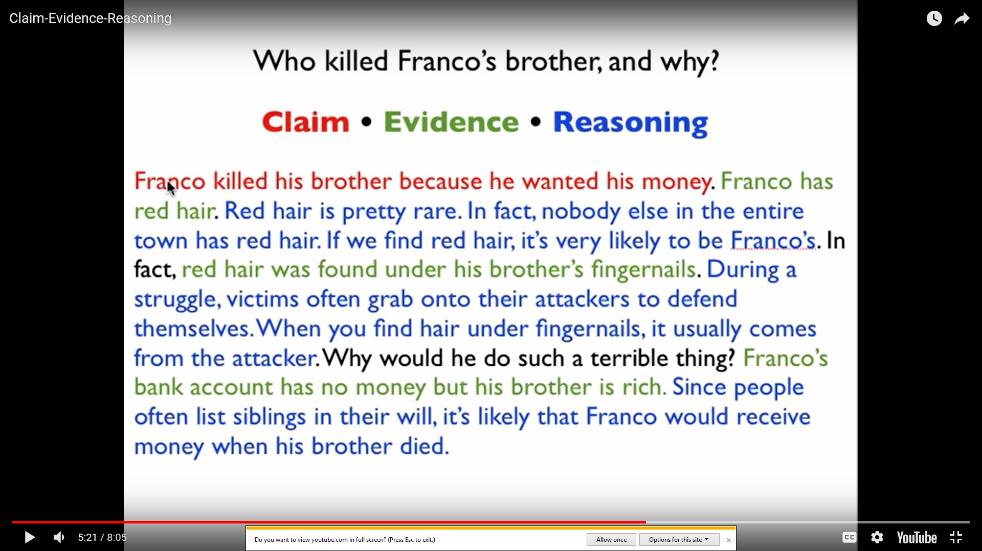 Claim-Evidence-Reasoning
Who killed Franco's brother, and why?
Claim • Evidence • Reasoning
Franco killed his brother because he wanted his money. Franco has
red hair. Red hair is pretty rare. In fact, nobody else in the entire
town has red hair. If we find red hair, it's very likely to be Franco's. In
fact, red hair was found under his brother's fingernails. During a
struggle, victims often grab onto their attackers to defend
themselves. When you find hair under fingernails, it usually comes
from the attacker. Why would he do such a terrible thing? Franco's
bank account has no money but his brother is rich. Since people
often list siblings in their will, it's likely that Franco would receive
money when his brother died.
5:21 / 8:05
Do you want to view youtube.com in full screen? (Press Esc to exit.)
Allow once
Options for this site
CC
YouTube